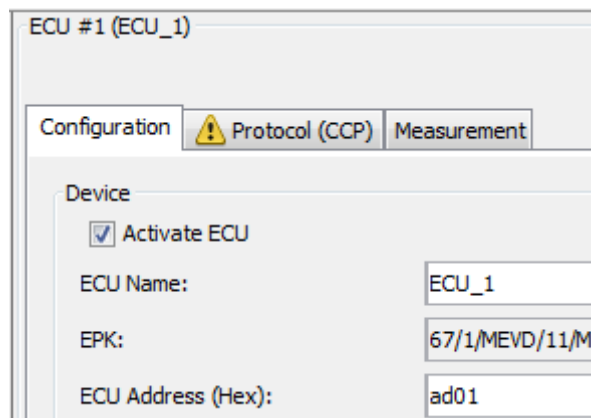 ECU #1 (ECU_1)
Configuration Protocol (CCP) Measurement
Device
Activate ECU
ECU Name: ECU_1
EPK: 67/1/MEVD/11/M
ECU Address (Hex): ad01